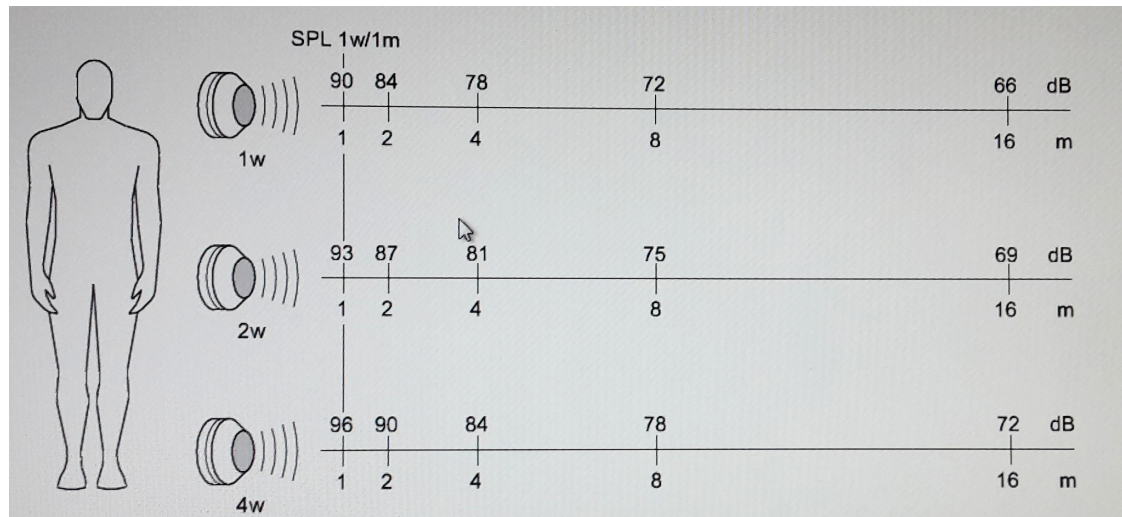 SPL 1w/1m
90 84 78 72 66 dB
1 2 4 8 16 m
1w
93 87 81 75 69 dB
1 2 4 8 16 m
2w
96 90 84 78 72 dB
1 2 4 8 16 m
4w